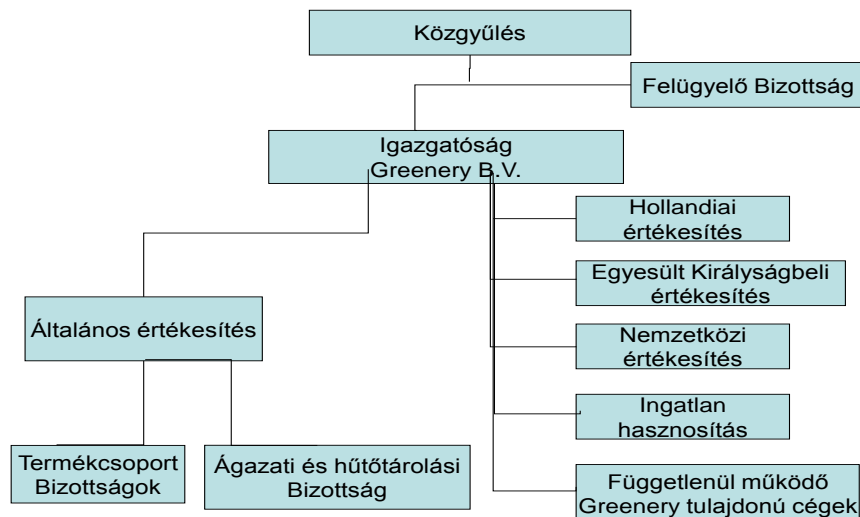 Közgyűlés
Felügyelő Bizottság
Igazgatóság
Greenery B.V.
Hollandiai
értékesítés
Egyesült Királyságbeli
értékesítés
Általános értékesítés
Nemzetközi
értékesítés
Ingatlan
hasznosítás
Termékcsoport
Bizottságok
Ágazati és hűtőtárolási
Bizottság
Függetlenül működő
Greenery tulajdonú cégek